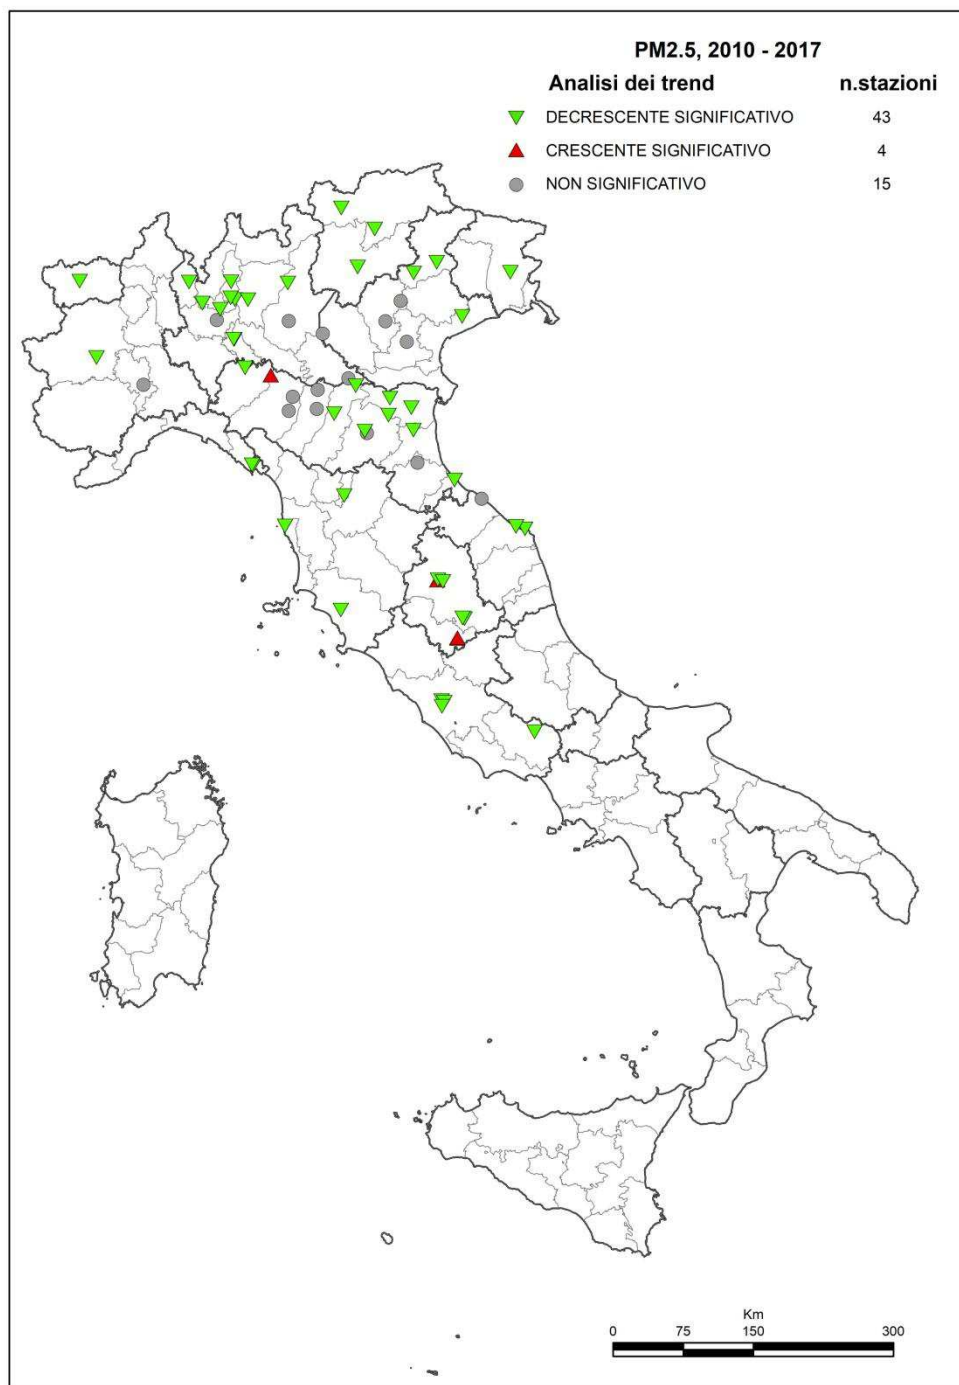 PM2.5, 2010 - 2017
Analisi dei trend n.stazioni
DECRESCENTE SIGNIFICATIVO 43
CRESCENTE SIGNIFICATIVO 4
NON SIGNIFICATIVO 15
Km
0 75 150 300